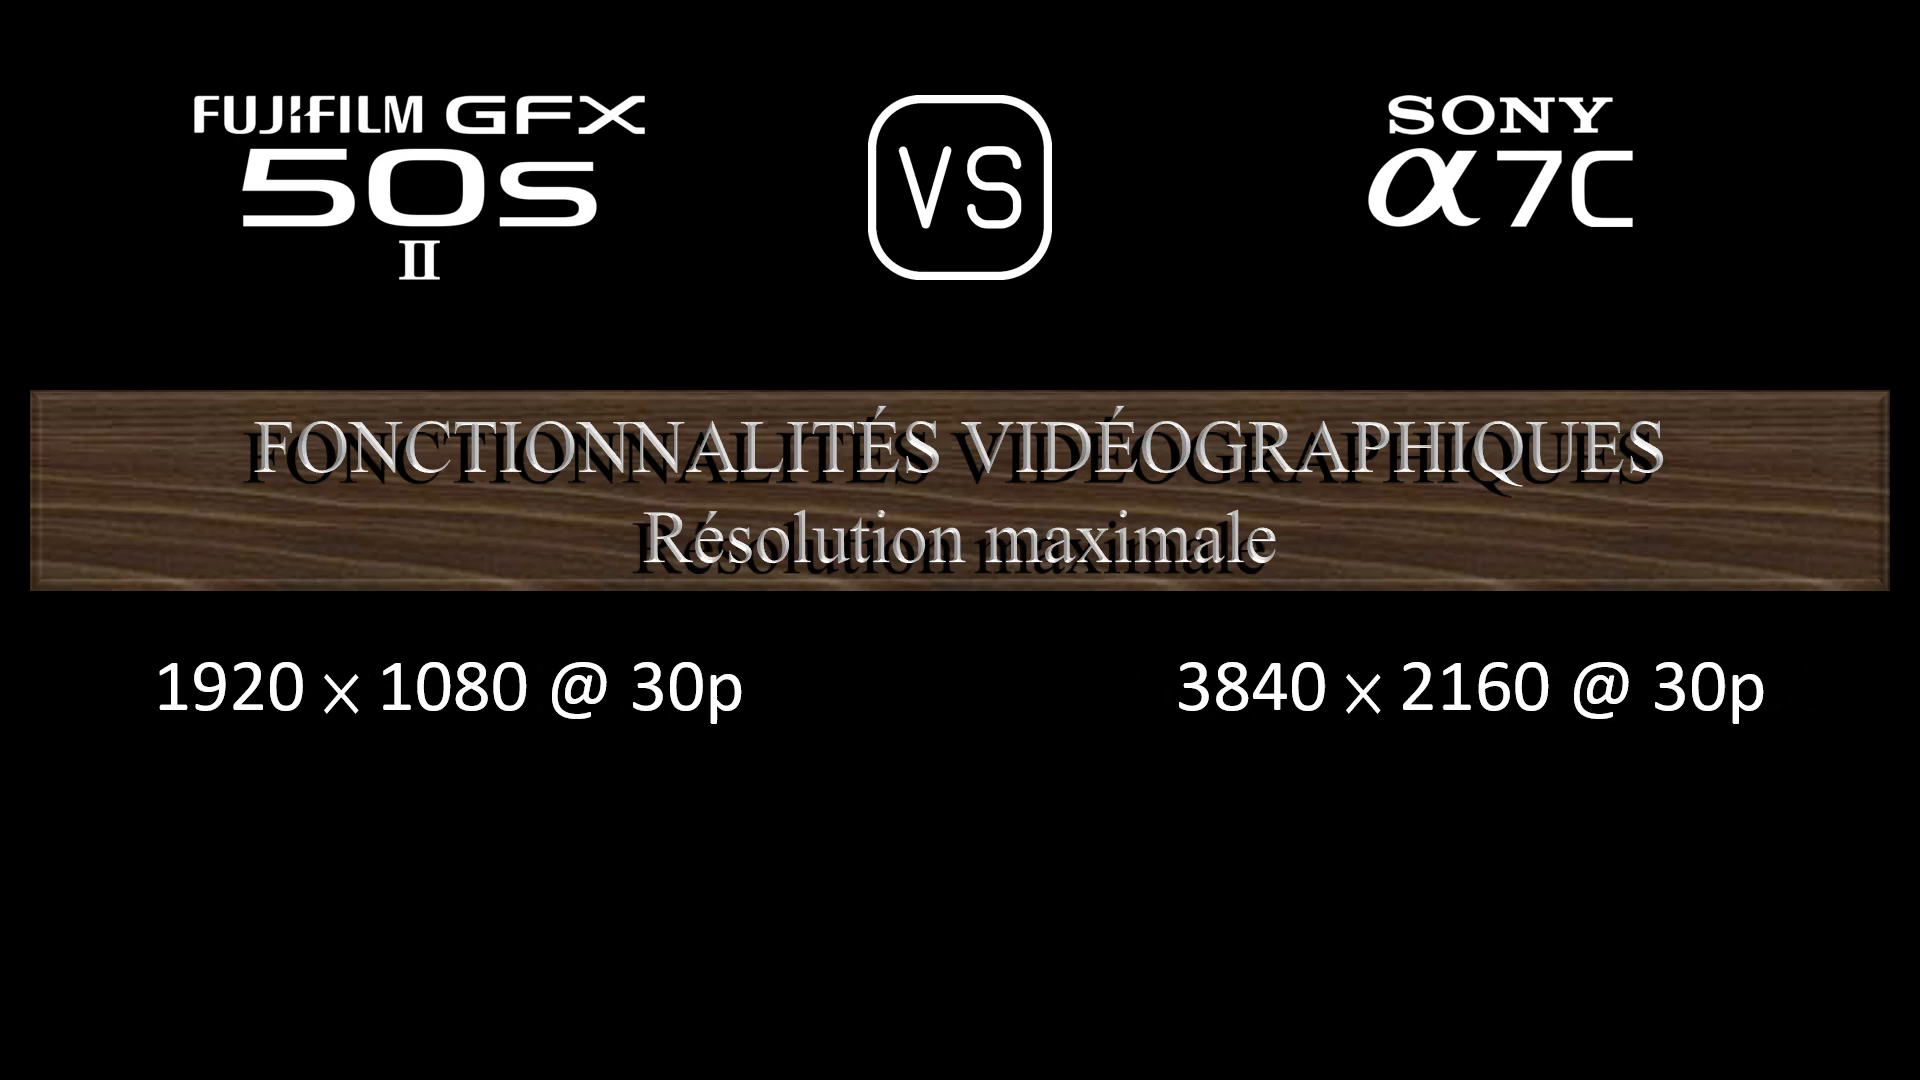 FUJIFILM GFX
50S
II
VS
SONY
α7C
FONCTIONNALITÉS VIDÉOGRAPHIQUES
Résolution maximale
1920 x 1080 @ 30p
3840 x 2160 @ 30p